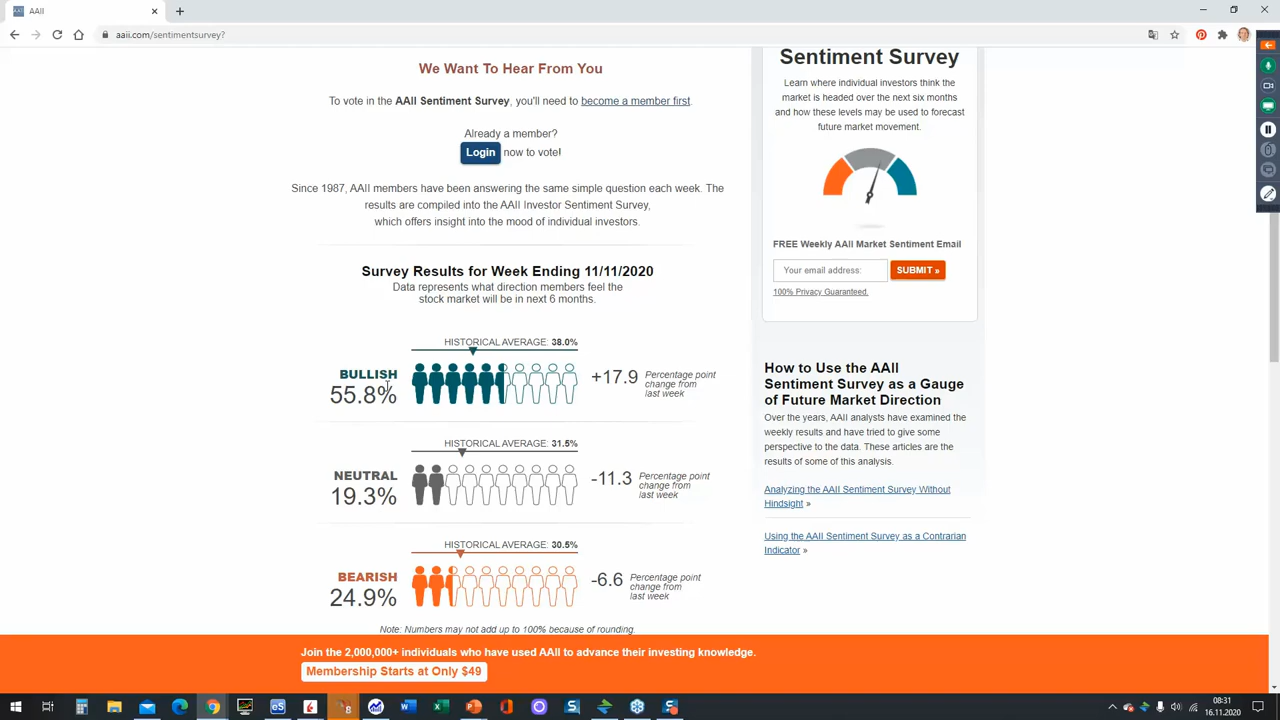 AAII
aaii.com/sentimentsurvey?
We Want To Hear From You
To vote in the AAII Sentiment Survey, you'll need to become a member first.
Already a member?
Login now to vote!
Since 1987, AAII members have been answering the same simple question each week. The
results are compiled into the AAII Investor Sentiment Survey,
which offers insight into the mood of individual investors.
Survey Results for Week Ending 11/11/2020
Data represents what direction members feel the
stock market will be in next 6 months.
HISTORICAL AVERAGE: 38.0%
BULLISH
55.8%
+17.9
Percentage point
change from
last week
HISTORICAL AVERAGE: 31.5%
NEUTRAL
19.3%
-11.3
Percentage point
change from
last week
HISTORICAL AVERAGE: 30.5%
BEARISH
24.9%
-6.6
Percentage point
change from
last week
Note: Numbers may not add up to 100% because of rounding.
Sentiment Survey
Learn where individual investors think the
market is headed over the next six months
and how these levels may be used to forecast
future market movement.
FREE Weekly AAII Market Sentiment Email
Your email address:
SUBMIT »
100% Privacy Guaranteed.
How to Use the AAII
Sentiment Survey as a Gauge
of Future Market Direction
Over the years, AAII analysts have examined the
weekly results and have tried to give some
perspective to the data. These articles are the
results of some of this analysis.
Analyzing the AAII Sentiment Survey Without
Hindsight »
Using the AAII Sentiment Survey as a Contrarian
Indicator »
Join the 2,000,000+ individuals who have used AAII to advance their investing knowledge.
Membership Starts at Only $49
08:31
16.11.2020